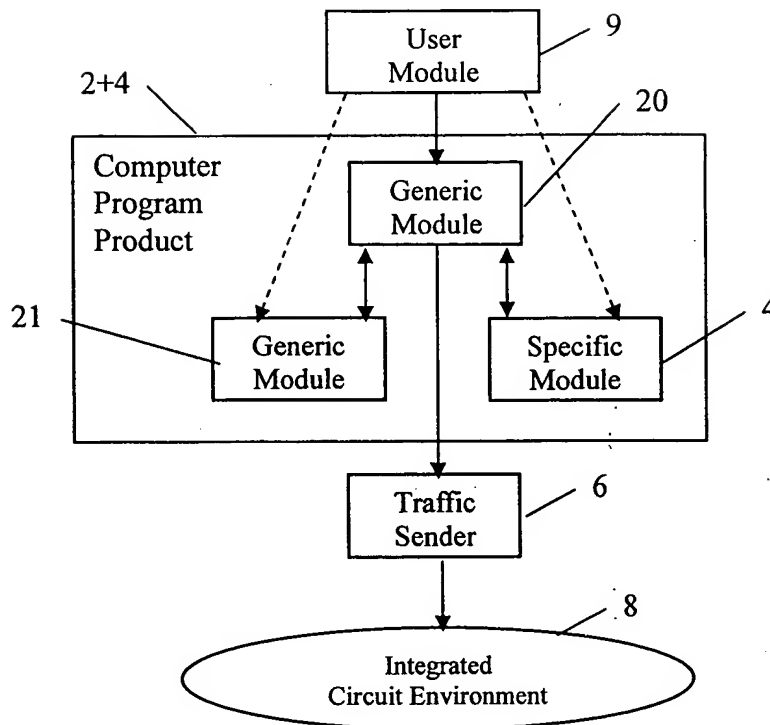 User
Module
9
2+4
20
Computer
Program
Product
Generic
Module
21
Generic
Module
Specific
Module
4
Traffic
Sender
6
8
Integrated
Circuit Environment